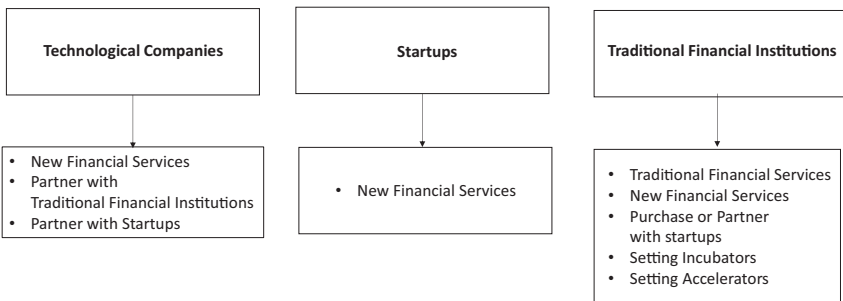 Technological Companies
Startups
Traditional Financial Institutions
• New Financial Services
• Partner with
Traditional Financial Institutions
• Partner with Startups
• New Financial Services
• Traditional Financial Services
• New Financial Services
• Purchase or Partner
with startups
• Setting Incubators
• Setting Accelerators